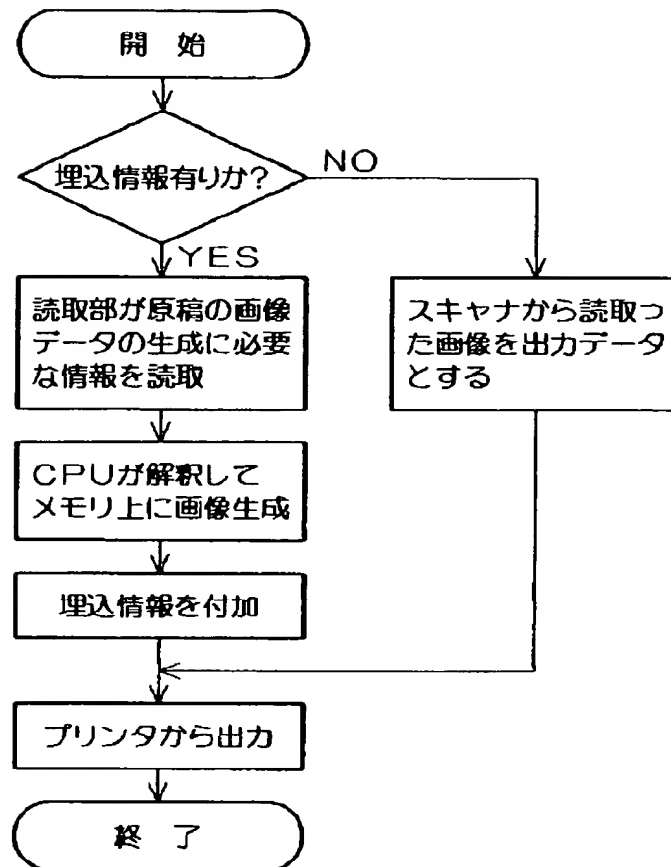 開始
埋込情報有りか?
NO
YES
読取部が原稿の画像
データの生成に必要
な情報を読取
スキャナから読取っ
た画像を出力データ
とする
CPUが解釈して
メモリ上に画像生成
埋込情報を付加
プリンタから出力
終了